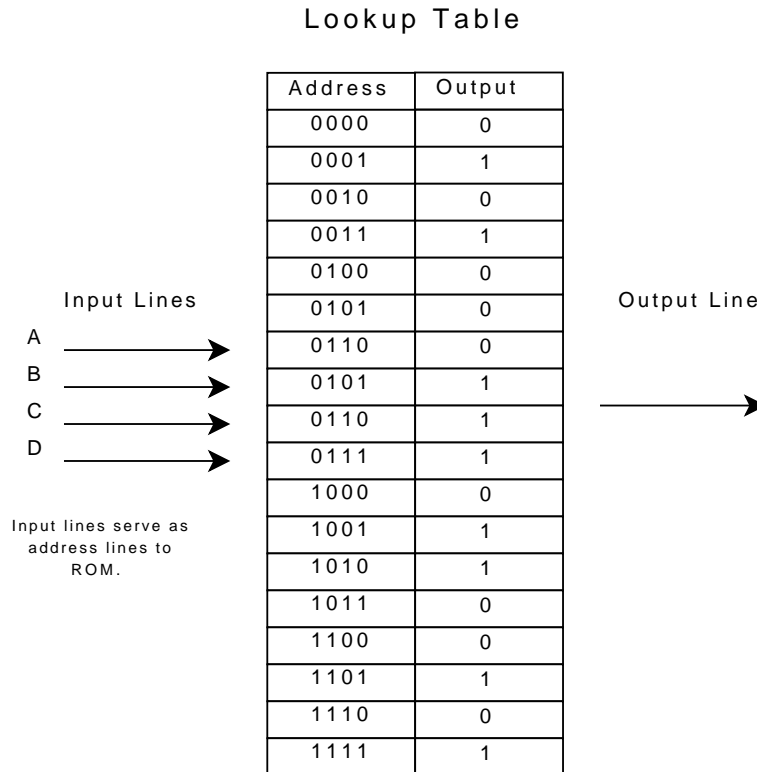 Lookup Table
Address Output
0000 0
0001 1
0010 0
0011 1
0100 0
0101 0
0110 0
0101 1
0110 1
0111 1
1000 0
1001 1
1010 1
1011 0
1100 0
1101 1
1110 0
1111 1
Input Lines
A
B
C
D
Input lines serve as
address lines to
ROM.
Output Line